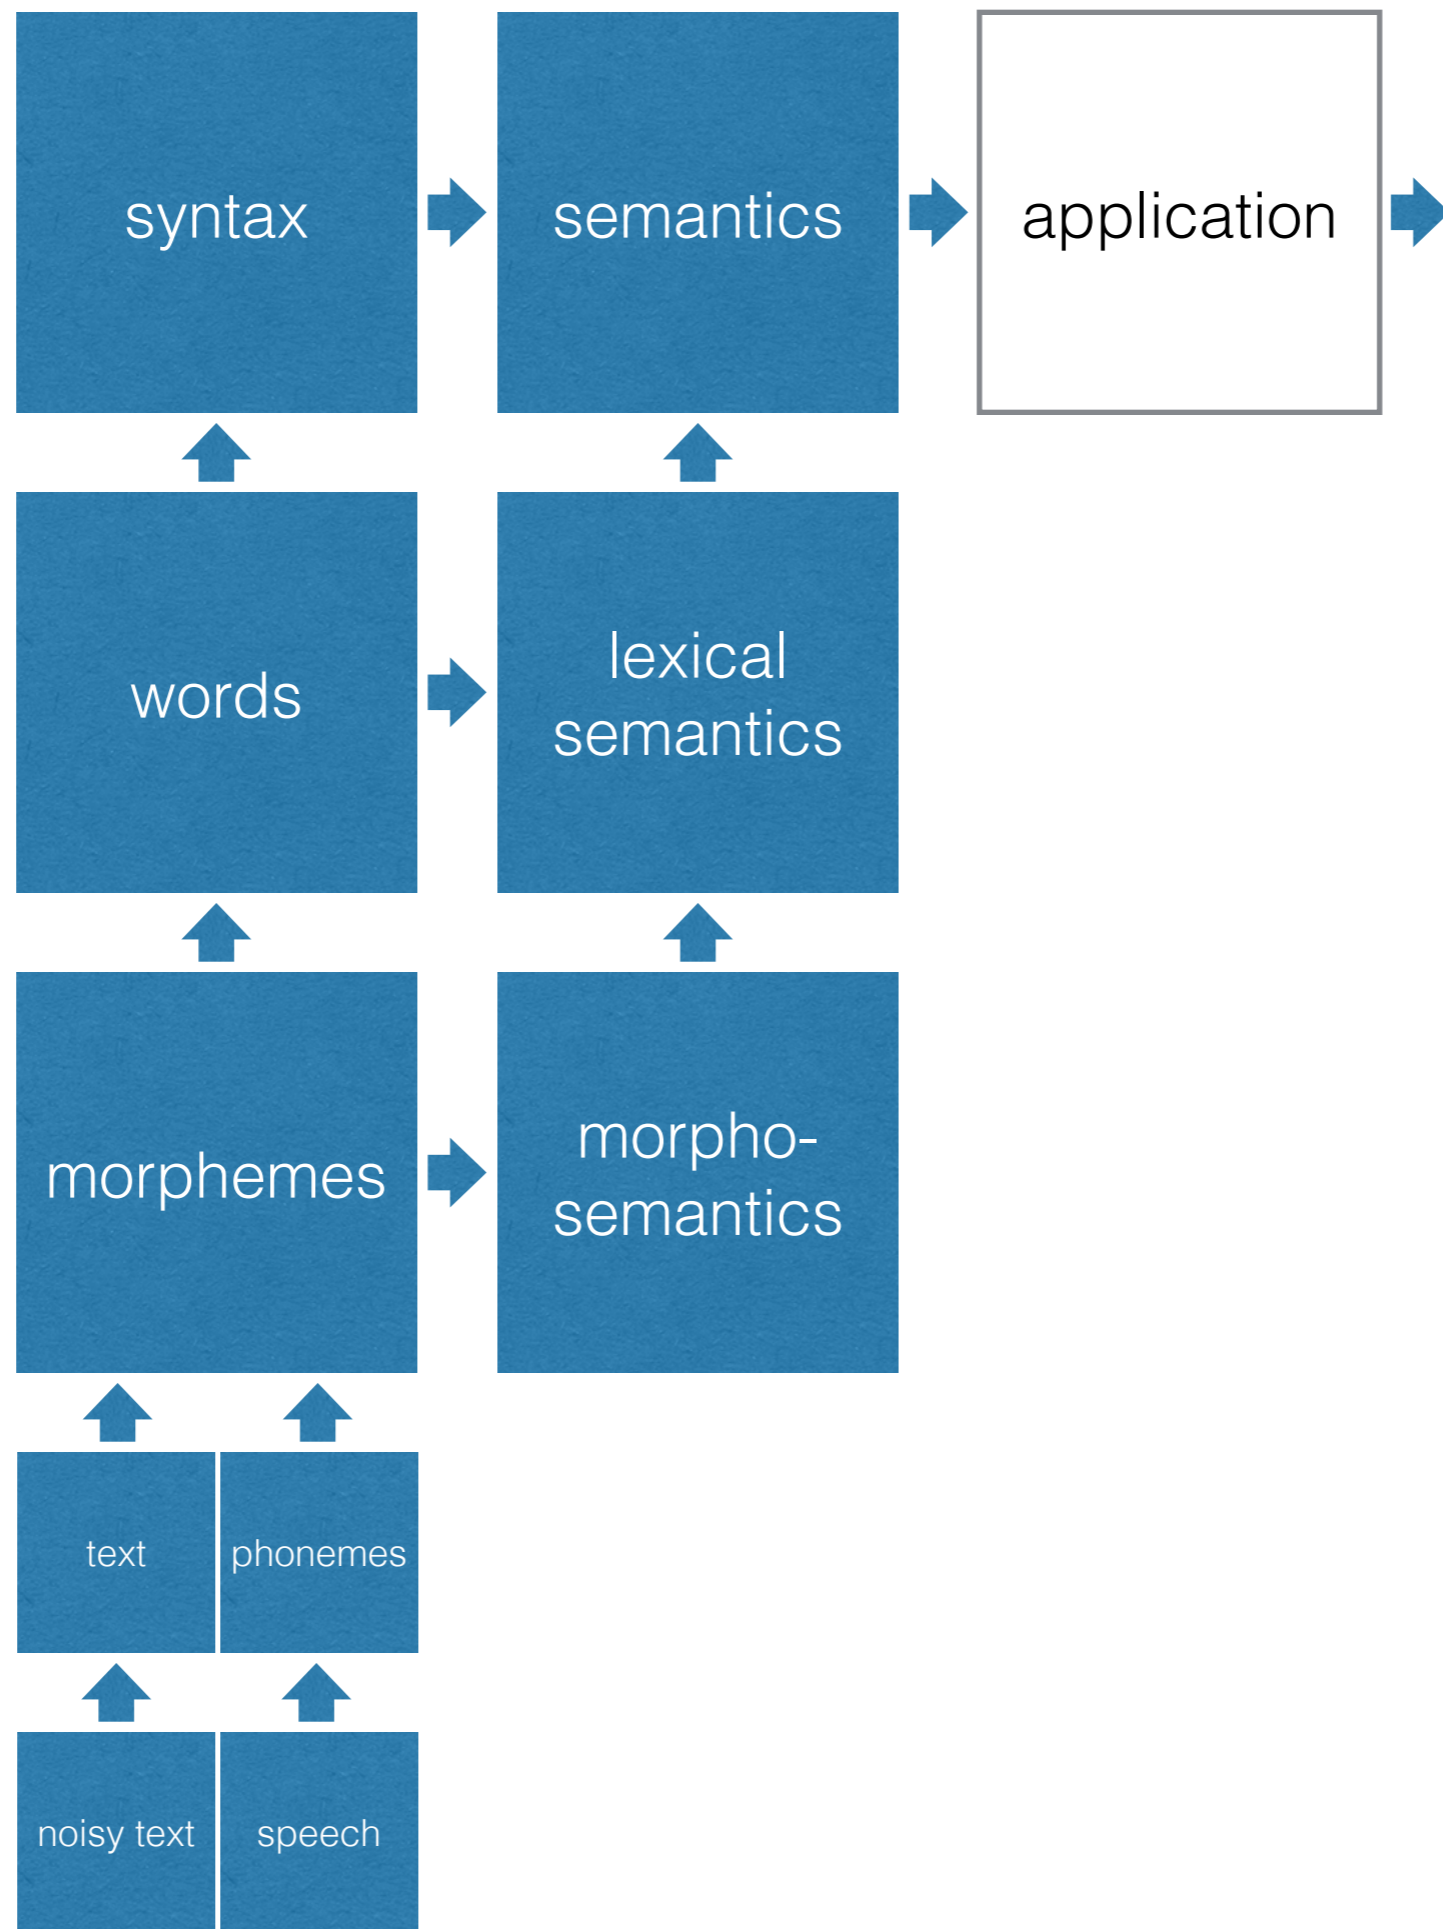 syntax
semantics
application
words
lexical
semantics
morphemes
morpho-
semantics
text
phonemes
noisy text
speech